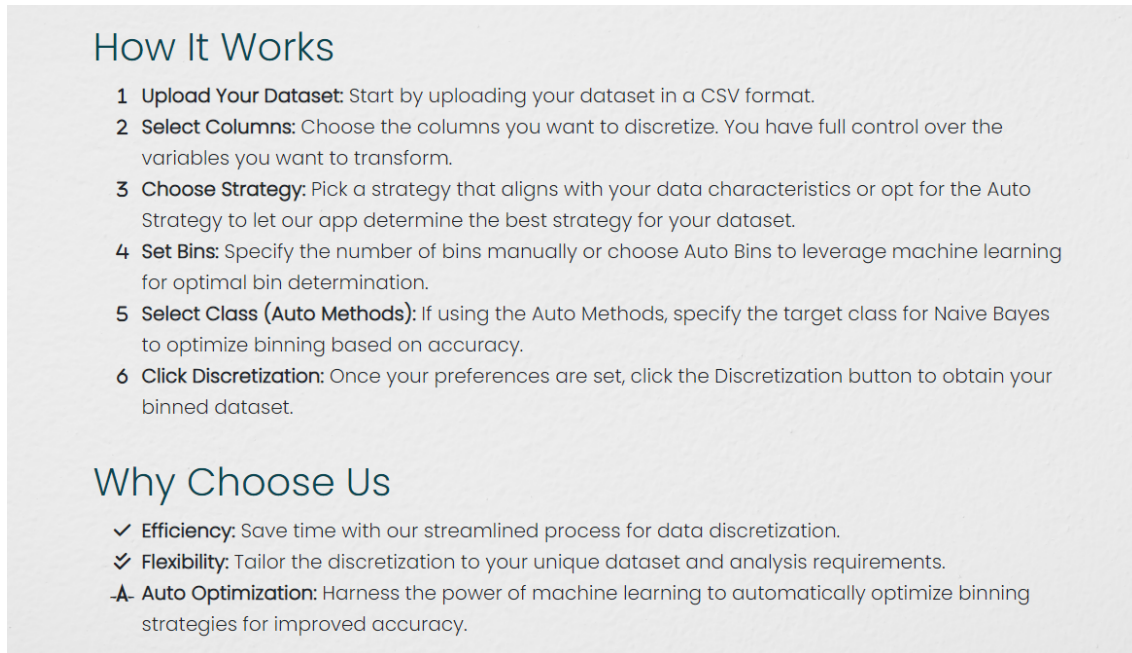 How It Works
1 Upload Your Dataset: Start by uploading your dataset in a CSV format.
2 Select Columns: Choose the columns you want to discretize. You have full control over the
variables you want to transform.
3 Choose Strategy: Pick a strategy that aligns with your data characteristics or opt for the Auto
Strategy to let our app determine the best strategy for your dataset.
4 Set Bins: Specify the number of bins manually or choose Auto Bins to leverage machine learning
for optimal bin determination.
5 Select Class (Auto Methods): If using the Auto Methods, specify the target class for Naive Bayes
to optimize binning based on accuracy.
6 Click Discretization: Once your preferences are set, click the Discretization button to obtain your
binned dataset.
Why Choose Us
Efficiency: Save time with our streamlined process for data discretization.
Flexibility: Tailor the discretization to your unique dataset and analysis requirements.
Auto Optimization: Harness the power of machine learning to automatically optimize binning
strategies for improved accuracy.